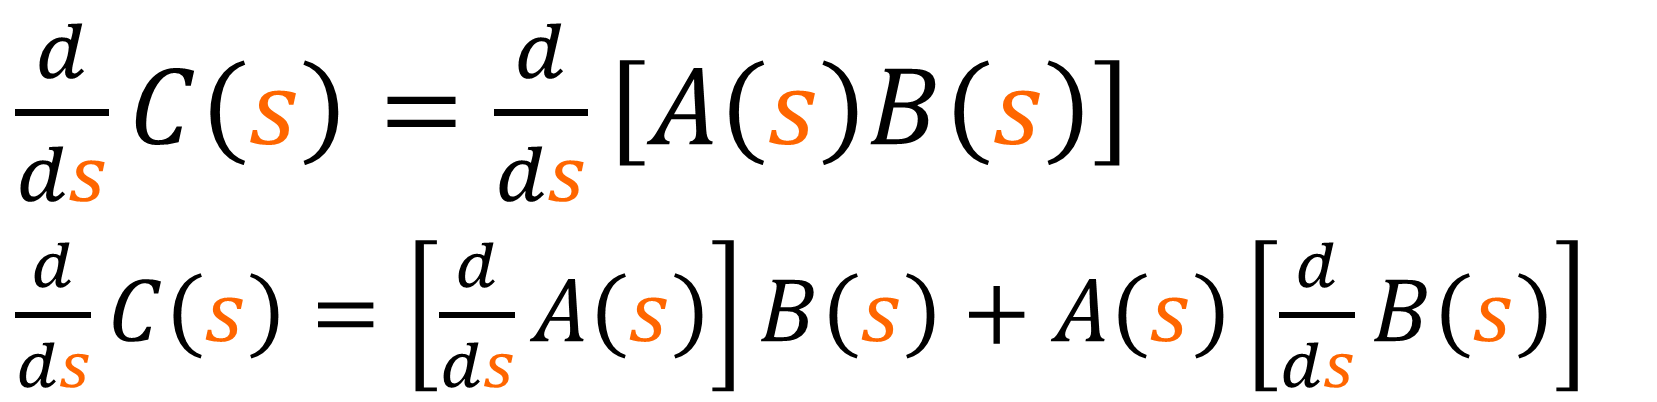 d/ds C(s) = d/ds [A(s)B(s)]
d/ds C(s) = [d/ds A(s)] B(s) + A(s) [d/ds B(s)]